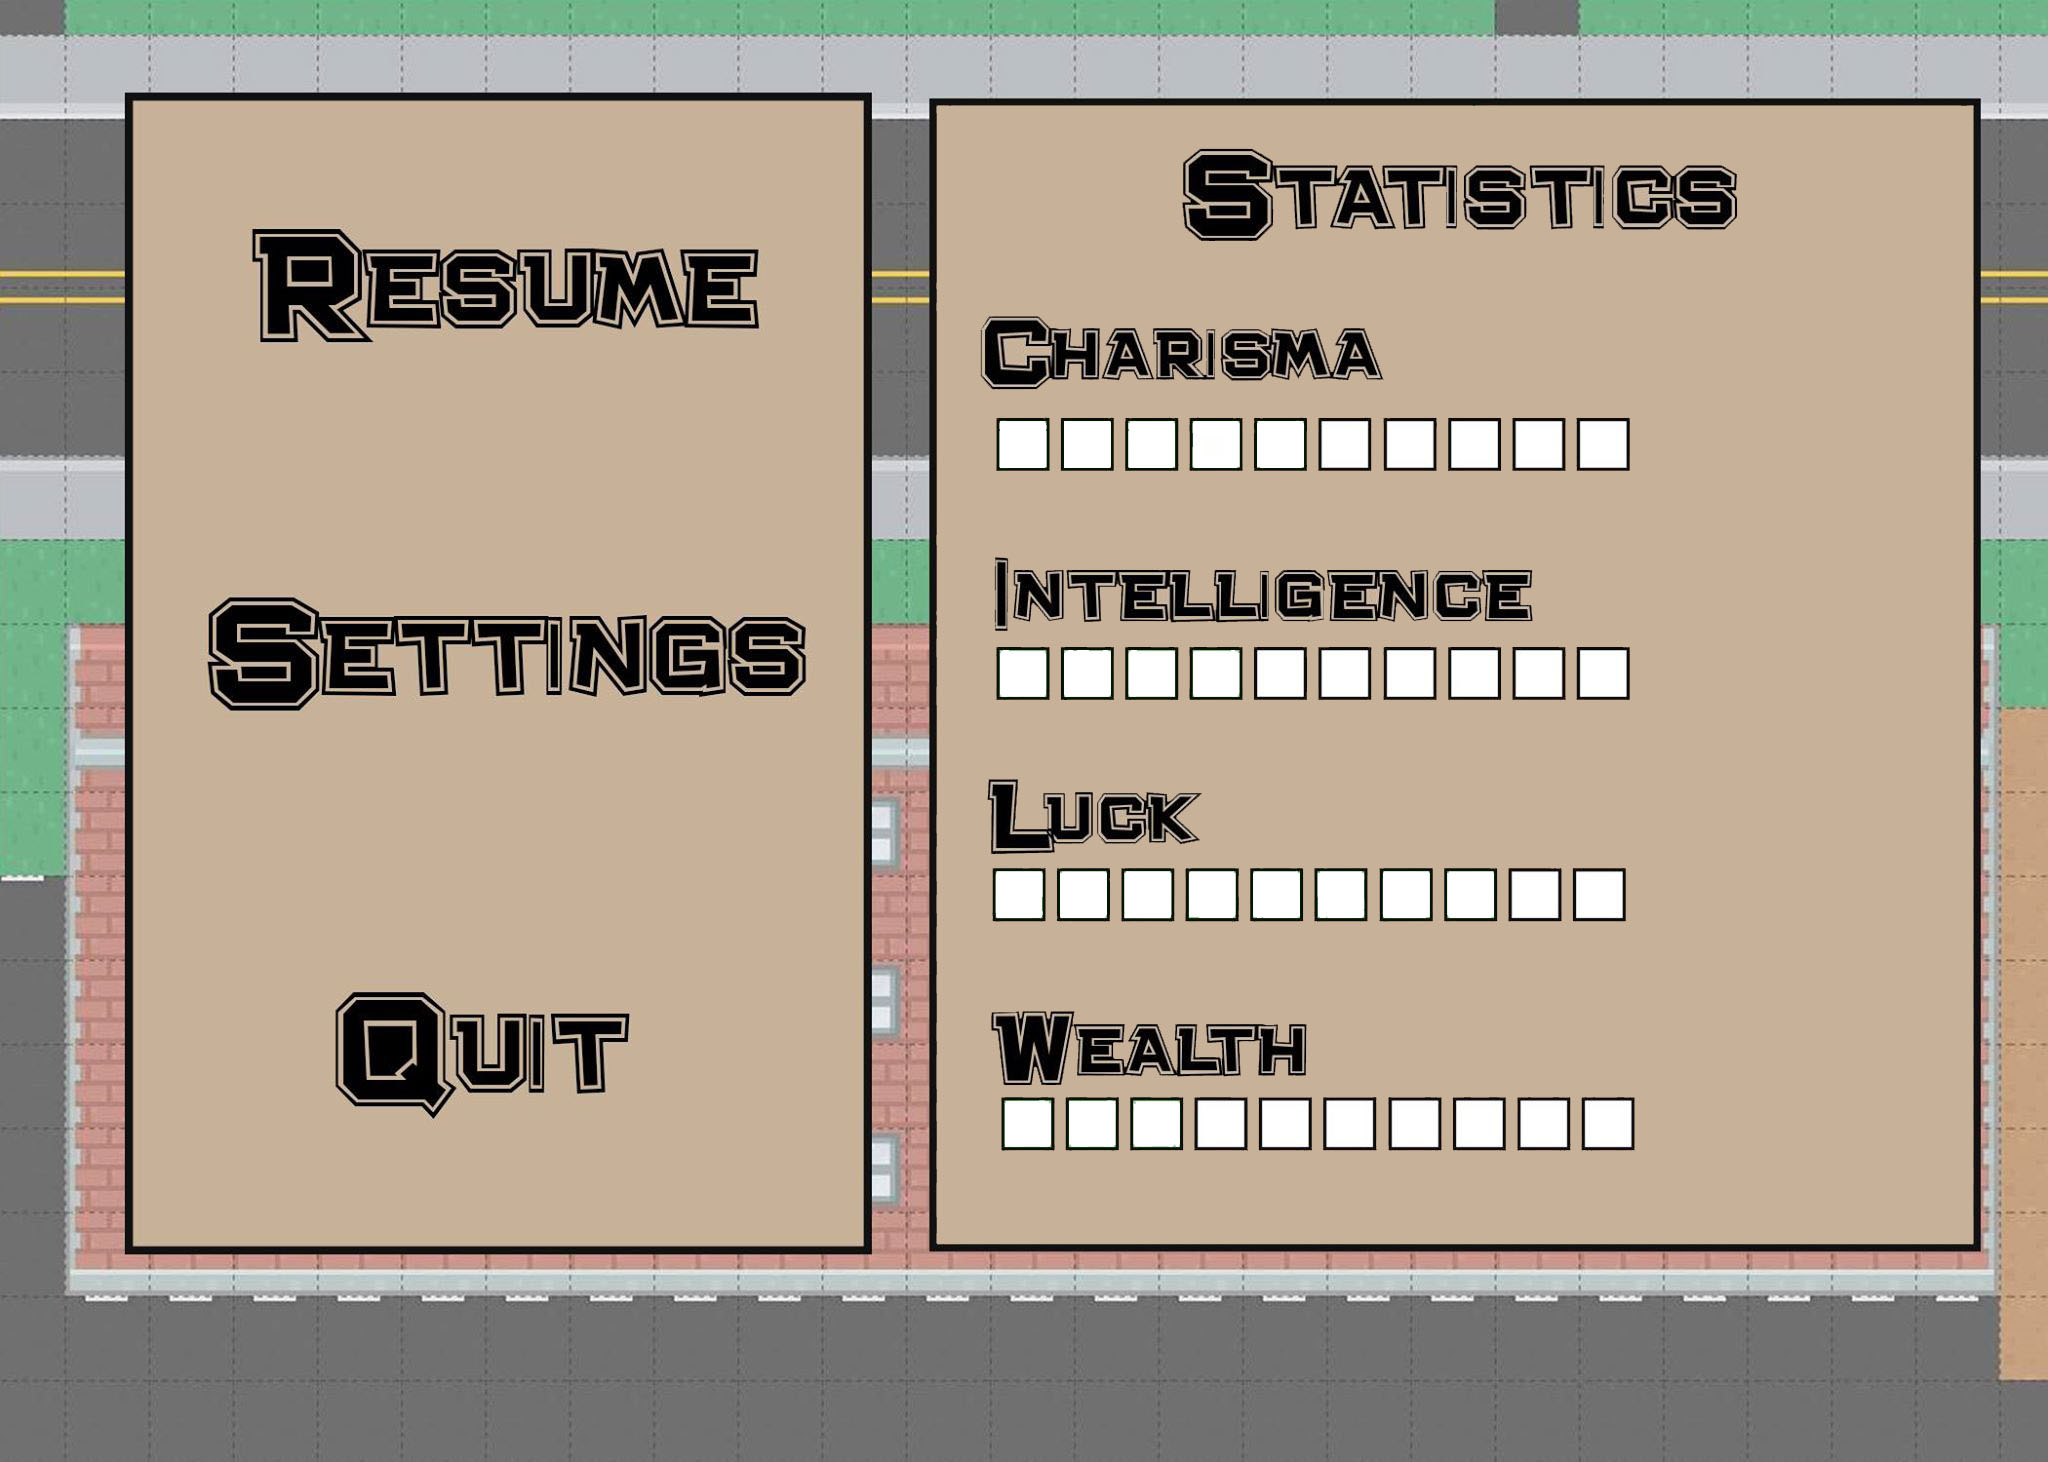 Resume
Settings
Quit
Statistics
Charisma
Intelligence
Luck
Wealth